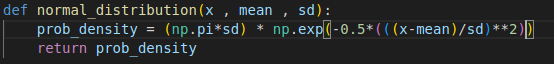 def normal_distribution(x , mean , sd):
    prob_density = (np.pi*sd) * np.exp(-0.5*(((x-mean)/sd)**2))
    return prob_density